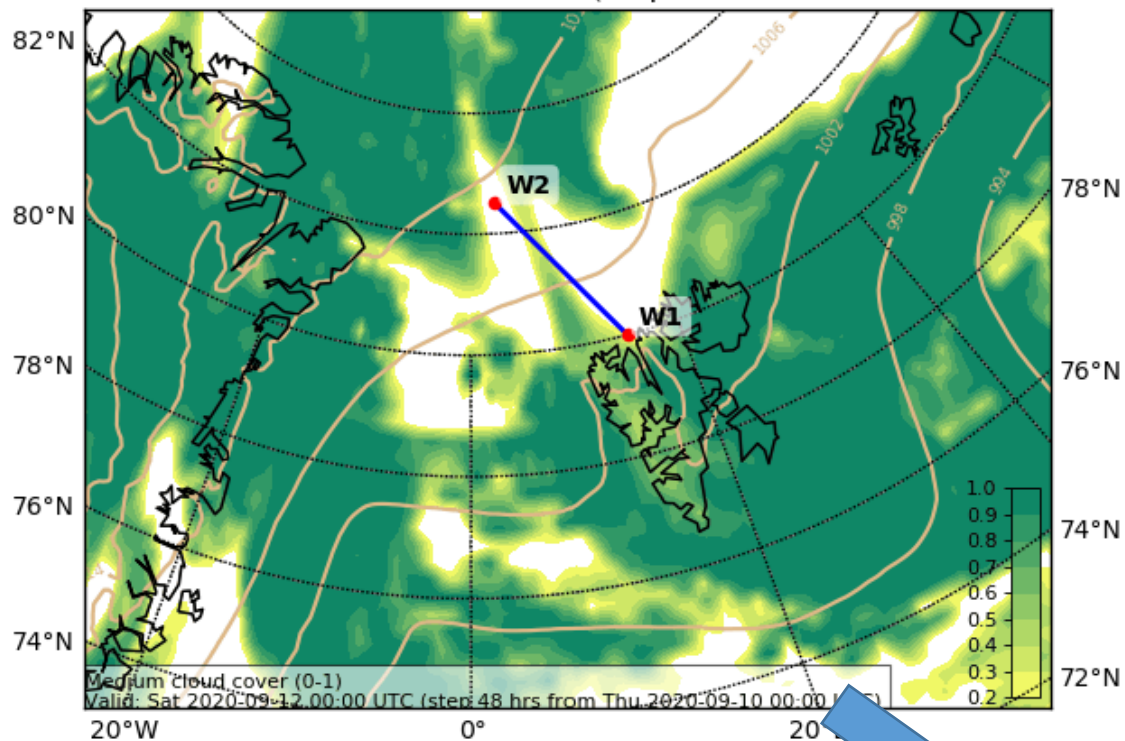 82°N
80°N
78°N
76°N
74°N
78°N
76°N
74°N
72°N
1006
1002
998
994
W2
W1
1.0
0.9
0.8
0.7
0.6
0.5
0.4
0.3
0.2
Medium cloud cover (0-1)
Valid: Sat 2020-09-12 00:00 UTC (step 48 hrs from Thu 2020-09-10 00:00
20°W
0°